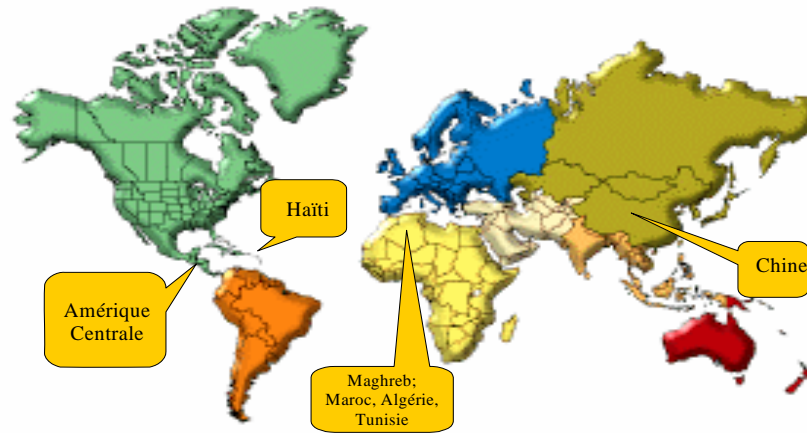 Haïti
Amérique
Centrale
Chine
Maghreb;
Maroc, Algérie,
Tunisie